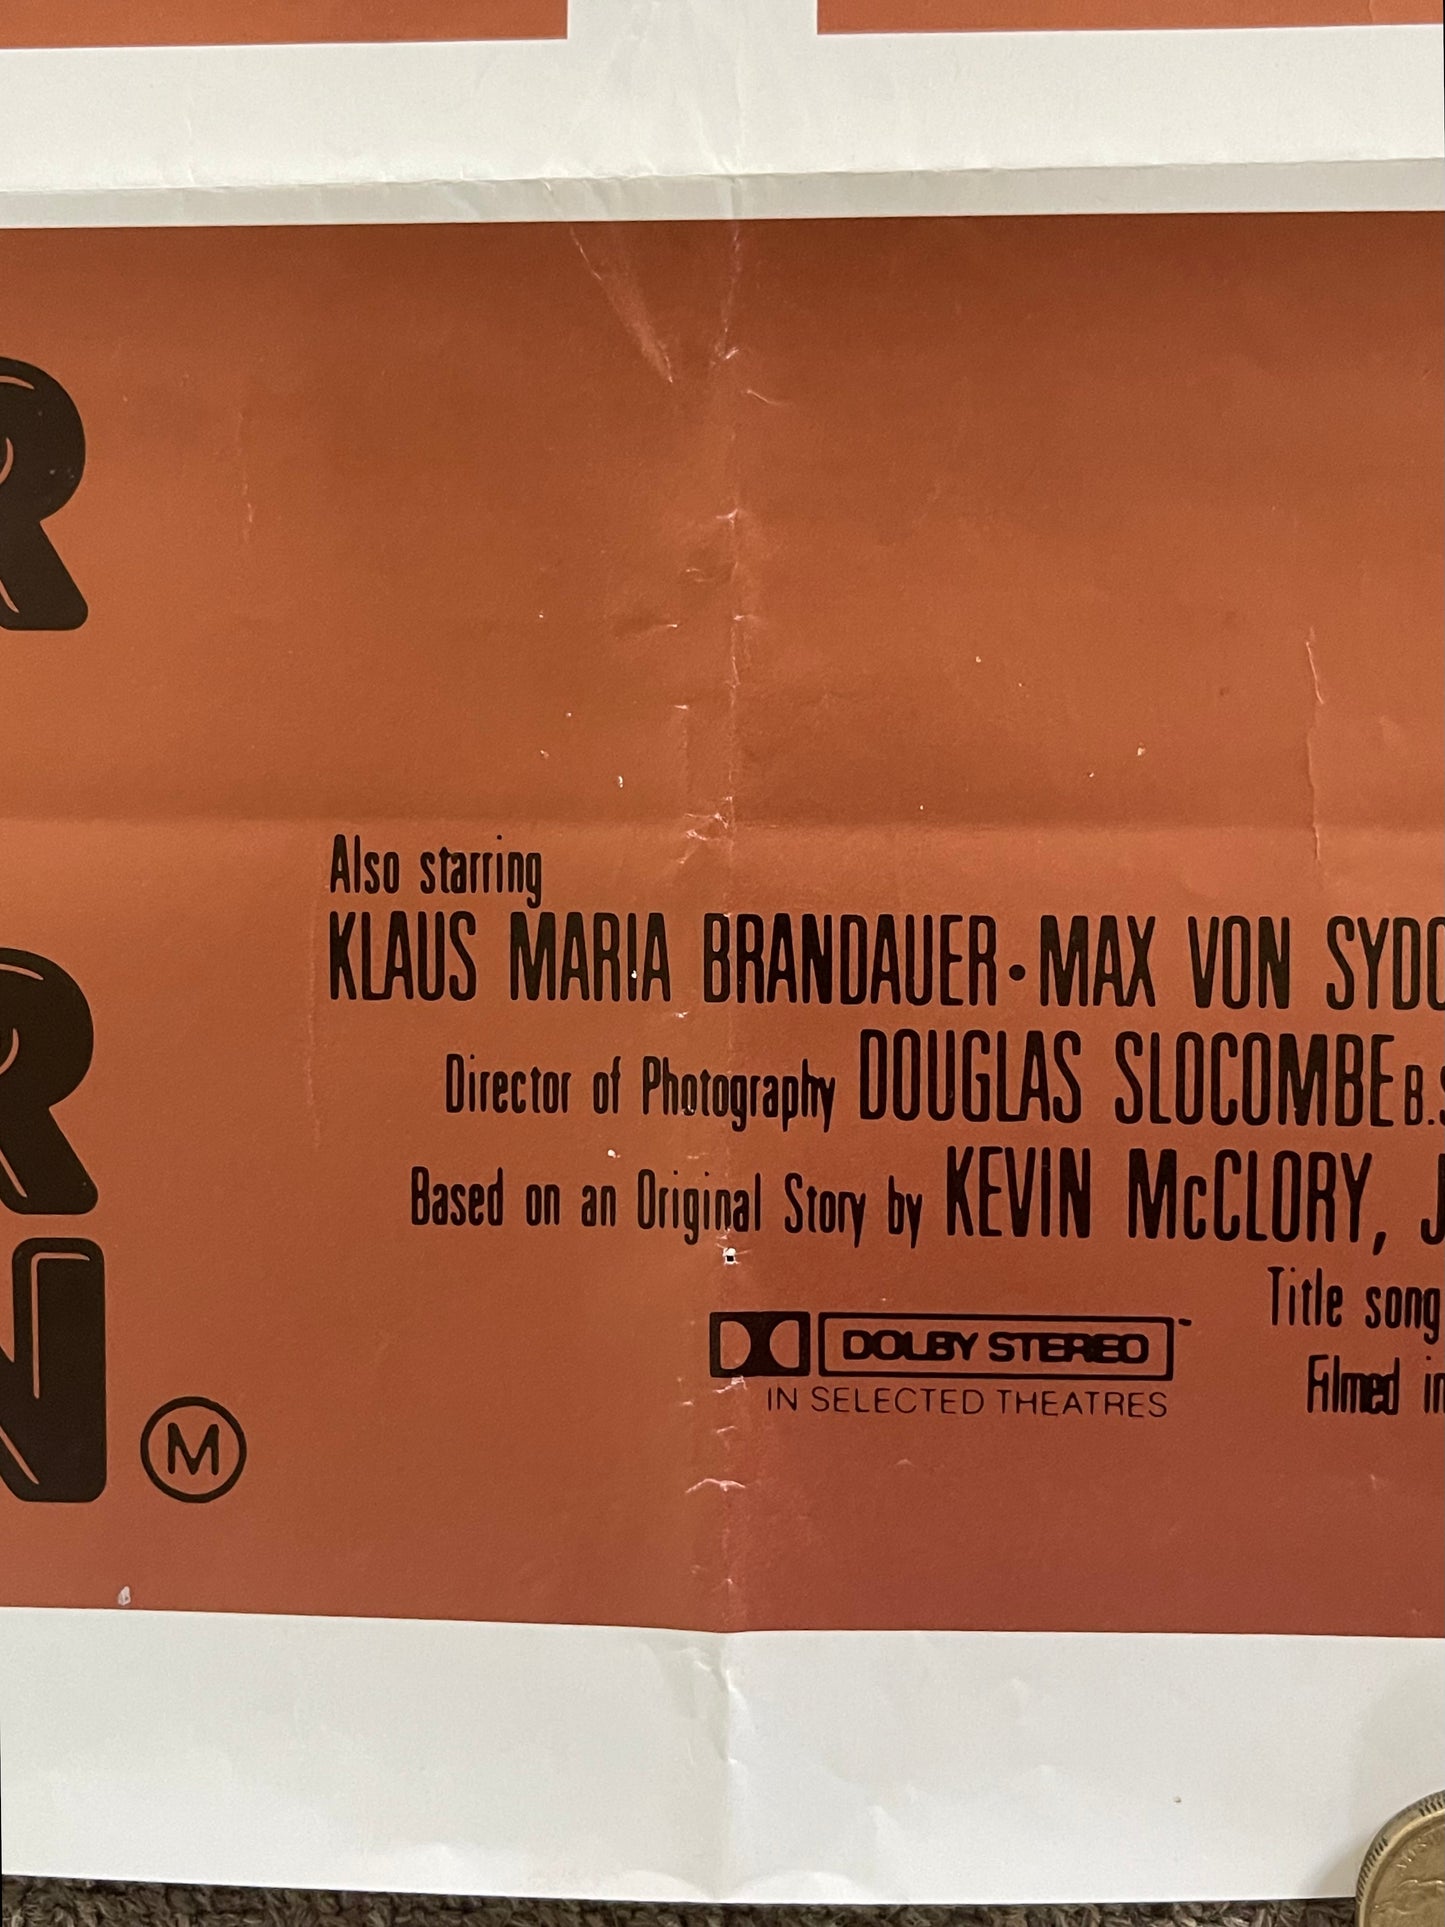 R
R
N
M
Also starring
KLAUS MARIA BRANDAUER • MAX VON SYDO
Director of Photography DOUGLAS SLOCOMBE B.S
Based on an Original Story by KEVIN McCLORY, J
Title song
Filmed in
DOLBY STEREO
IN SELECTED THEATRES